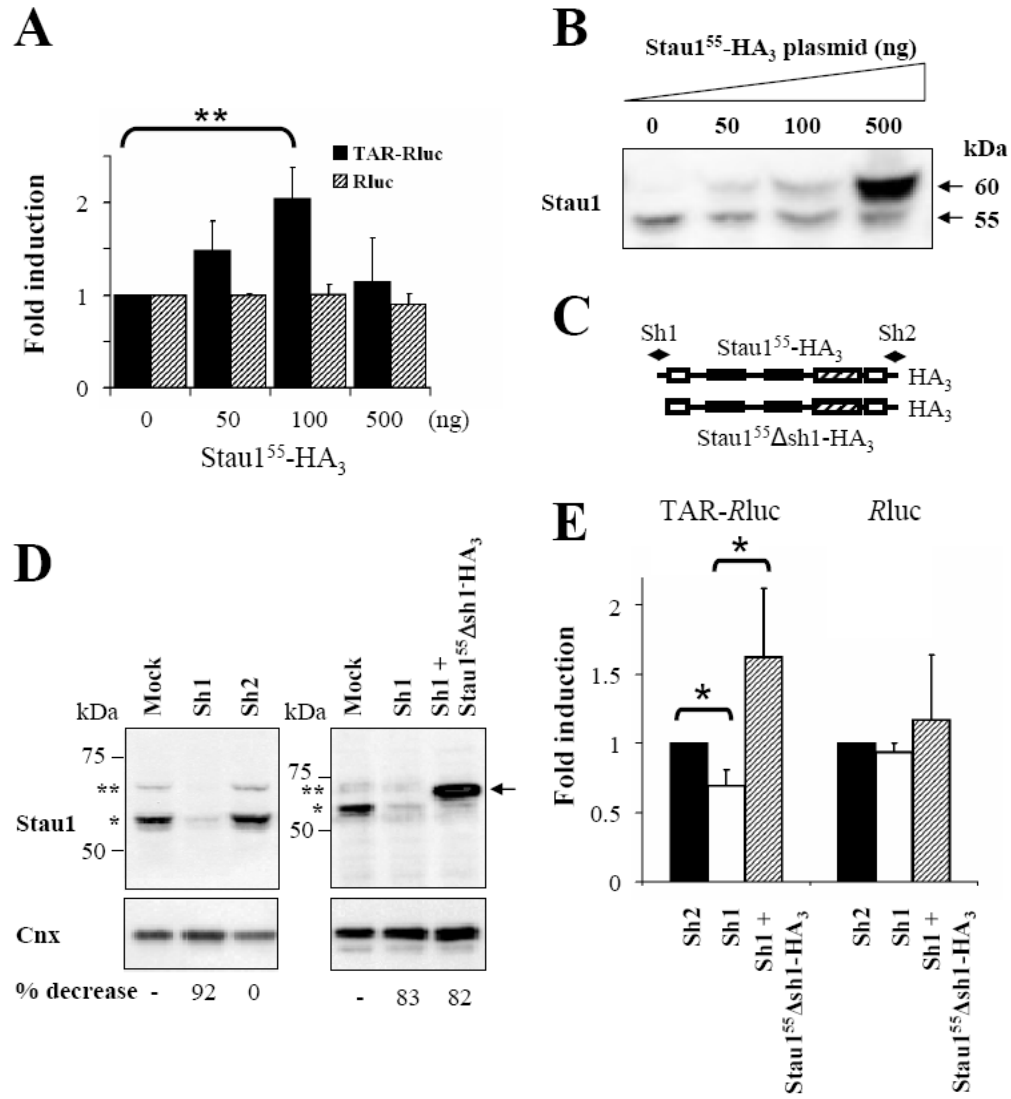 A
**
TAR-Rluc
Rluc
Fold induction
2
1
0
0 50 100 500 (ng)
Stau1⁵⁵-HA₃
B
Stau1⁵⁵-HA₃ plasmid (ng)
0 50 100 500
kDa
Stau1
60
55
C
Sh1
Sh2
Stau1⁵⁵-HA₃
HA₃
HA₃
Stau1⁵⁵Δsh1-HA₃
D
kDa
Mock
Sh1
Sh2
75
**
*
50
Stau1
Cnx
% decrease - 92 0
kDa
Mock
Sh1
Sh1 +
Stau1⁵⁵Δsh1-HA₃
75
**
*
50
- 83 82
E
TAR-Rluc
Rluc
*
*
Fold induction
2
1.5
1
0.5
0
Sh2
Sh1
Sh1 +
Stau1⁵⁵Δsh1-HA₃
Sh2
Sh1
Sh1 +
Stau1⁵⁵Δsh1-HA₃